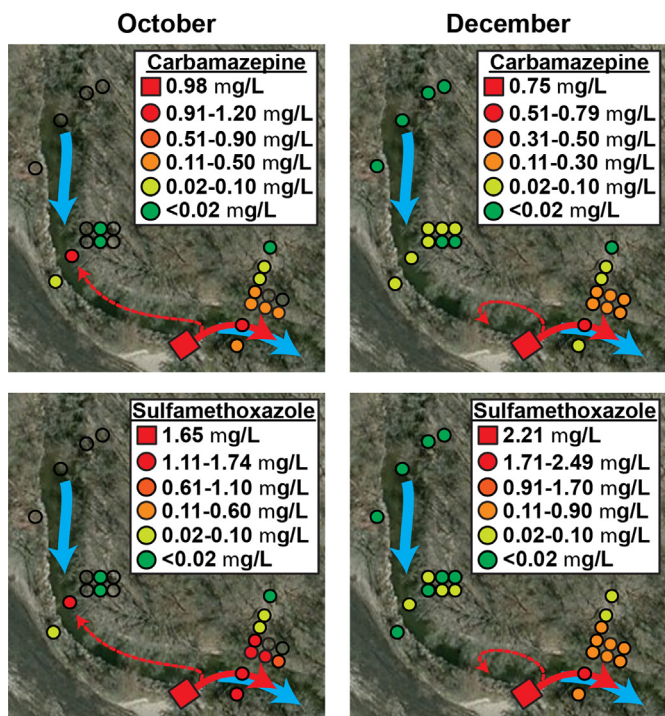 October
December
Carbamazepine
0.98 mg/L
0.91-1.20 mg/L
0.51-0.90 mg/L
0.11-0.50 mg/L
0.02-0.10 mg/L
<0.02 mg/L
Carbamazepine
0.75 mg/L
0.51-0.79 mg/L
0.31-0.50 mg/L
0.11-0.30 mg/L
0.02-0.10 mg/L
<0.02 mg/L
Sulfamethoxazole
1.65 mg/L
1.11-1.74 mg/L
0.61-1.10 mg/L
0.11-0.60 mg/L
0.02-0.10 mg/L
<0.02 mg/L
Sulfamethoxazole
2.21 mg/L
1.71-2.49 mg/L
0.91-1.70 mg/L
0.11-0.90 mg/L
0.02-0.10 mg/L
<0.02 mg/L